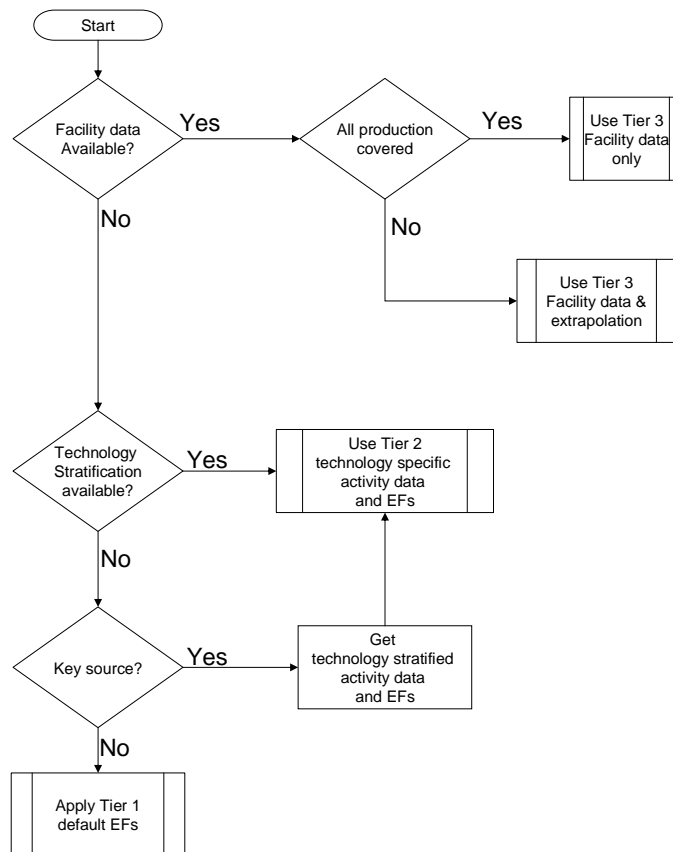 Start
Facility data
Available?
Yes
All production
covered
Yes
Use Tier 3
Facility data
only
No
No
Use Tier 3
Facility data &
extrapolation
Technology
Stratification
available?
Yes
Use Tier 2
technology specific
activity data
and EFs
No
Key source?
Yes
Get
technology stratified
activity data
and EFs
No
Apply Tier 1
default EFs